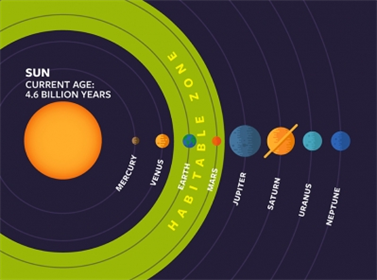 SUN
CURRENT AGE:
4.6 BILLION YEARS
HABITABLE ZONE
MERCURY
VENUS
EARTH
MARS
JUPITER
SATURN
URANUS
NEPTUNE